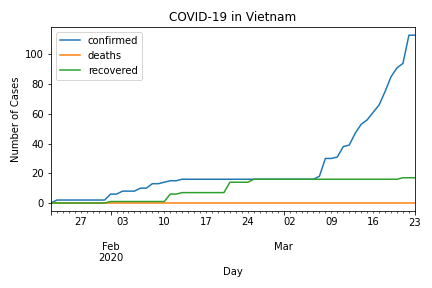 COVID-19 in Vietnam
confirmed
deaths
recovered
Number of Cases
100
80
60
40
20
0
27 03 10 17 24 02 09 16 23
Feb Mar
2020
Day